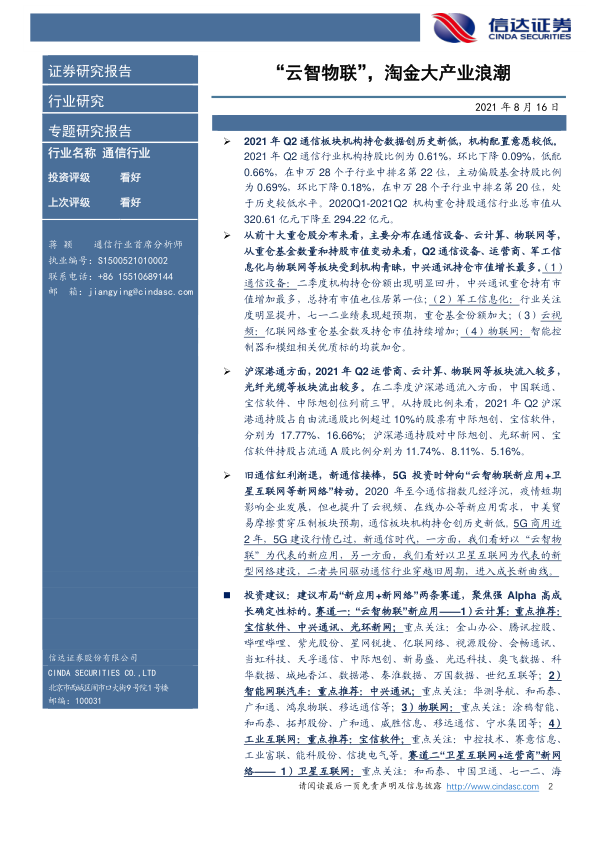 信达证券
CINDA SECURITIES
证券研究报告
行业研究
专题研究报告
行业名称 通信行业
投资评级 看好
上次评级 看好
蒋 颖 通信行业首席分析师
执业编号：S1500521010002
联系电话：+86 15510689144
邮 箱：jiangying@cindasc.com
信达证券股份有限公司
CINDA SECURITIES CO.,LTD
北京市西城区闹市口大街9号院1号楼
邮编：100031
“云智物联”，淘金大产业浪潮
2021 年 8 月 16 日
➢ 2021 年 Q2 通信板块机构持仓数据创历史新低，机构配置意愿较低。
2021 年 Q2 通信行业机构持股比例为 0.61%，环比下降 0.09%，低配
0.66%，在申万 28 个子行业中排名第 22 位，主动偏股基金持股比例
为 0.69%，环比下降 0.18%，在申万 28 个子行业中排名第 20 位，处
于历史较低水平。2020Q1-2021Q2 机构重仓持股通信行业总市值从
320.61 亿元下降至 294.22 亿元。
➢ 从前十大重仓股分布来看，主要分布在通信设备、云计算、物联网等，
从重仓基金数量和持股市值变动来看，Q2 通信设备、运营商、军工信
息化与物联网等板块受到机构青睐，中兴通讯持仓市值增长最多。（1）
通信设备：二季度机构持仓份额出现明显回升，中兴通讯重仓持有市
值增加最多，总持有市值也位居第一位；（2）军工信息化：行业关注
度明显提升，七一二业绩表现超预期，重仓基金份额加大；（3）云视
频：亿联网络重仓基金数及持仓市值持续增加；（4）物联网：智能控
制器和模组相关优质标的均获加仓。
➢ 沪深港通方面，2021 年 Q2 运营商、云计算、物联网等板块流入较多，
光纤光缆等板块流出较多。在二季度沪深港通流入方面，中国联通、
宝信软件、中际旭创位列前三甲。从持股比例来看，2021 年 Q2 沪深
港通持股占自由流通股比例超过 10%的股票有中际旭创、宝信软件，
分别为 17.77%、16.66%；沪深港通持股对中际旭创、光环新网、宝
信软件持股占流通 A 股比例分别为 11.74%、8.11%、5.16%。
➢ 旧通信红利渐退，新通信接棒，5G 投资时钟向“云智物联新应用+卫
星互联网等新网络”转动。2020 年至今通信指数几经浮沉，疫情短期
影响企业发展，但也提升了云视频、在线办公等新应用需求，中美贸
易摩擦贯穿压制板块预期，通信板块机构持仓创历史新低。5G 商用近
2 年，5G 建设行情已过，新通信时代，一方面，我们看好以“云智物
联”为代表的新应用，另一方面，我们看好以卫星互联网为代表的新
型网络建设，二者共同驱动通信行业穿越旧周期，进入成长新曲线。
■ 投资建议：建议布局“新应用+新网络”两条赛道，聚焦强 Alpha 高成
长确定性标的。赛道一：“云智物联”新应用——1）云计算：重点推荐：
宝信软件、中兴通讯、光环新网；重点关注：金山办公、腾讯控股、
哔哩哔哩、紫光股份、星网锐捷、亿联网络、视源股份、会畅通讯、
当虹科技、天孚通信、中际旭创、新易盛、光迅科技、奥飞数据、科
华数据、城地香江、数据港、秦淮数据、万国数据、世纪互联等；2）
智能网联汽车：重点推荐：中兴通讯；重点关注：华测导航、和而泰、
广和通、鸿泉物联、移远通信等；3）物联网：重点关注：涂鸦智能、
和而泰、拓邦股份、广和通、威胜信息、移远通信、宁水集团等；4）
工业互联网：重点推荐：宝信软件；重点关注：中控技术、赛意信息、
工业富联、能科股份、信捷电气等。赛道二“卫星互联网+运营商”新网
络—— 1）卫星互联网：重点关注：和而泰、中国卫通、七一二、海
请阅读最后一页免责声明及信息披露 http://www.cindasc.com 2